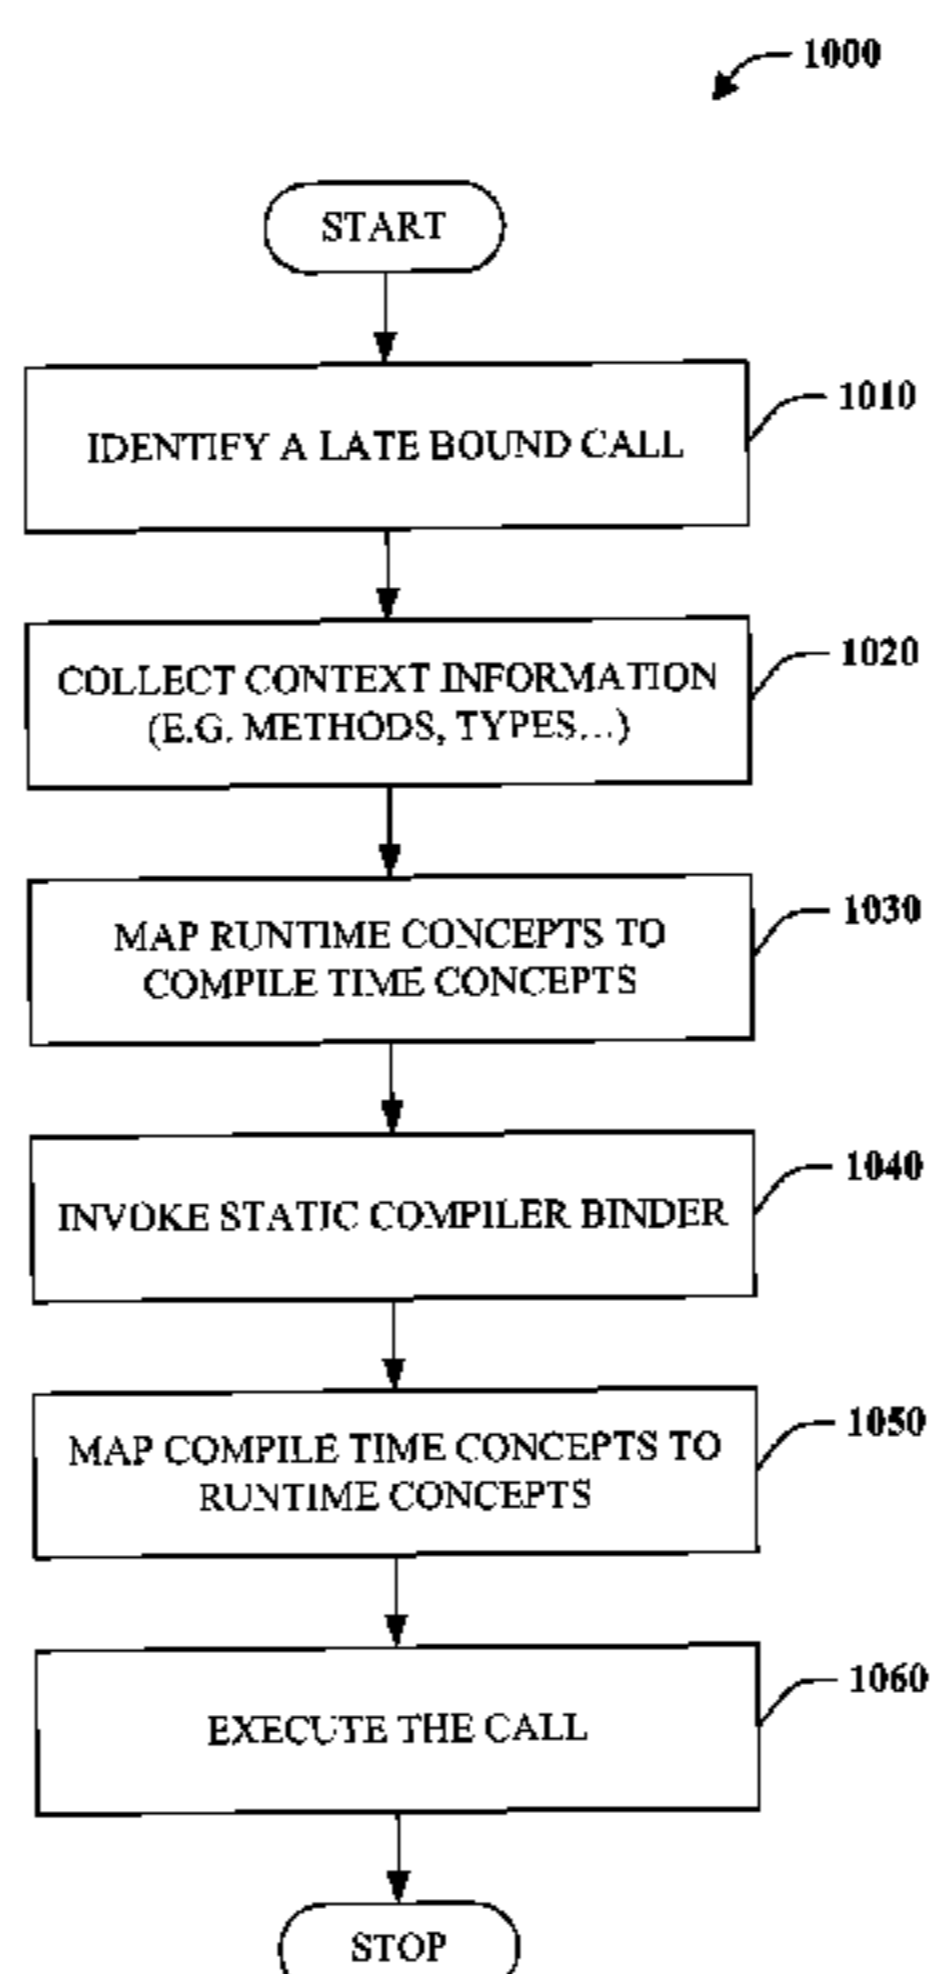 1000
START
IDENTIFY A LATE BOUND CALL
1010
COLLECT CONTEXT INFORMATION
(E.G. METHODS, TYPES...)
1020
MAP RUNTIME CONCEPTS TO
COMPILE TIME CONCEPTS
1030
INVOKE STATIC COMPILER BINDER
1040
MAP COMPILE TIME CONCEPTS TO
RUNTIME CONCEPTS
1050
EXECUTE THE CALL
1060
STOP